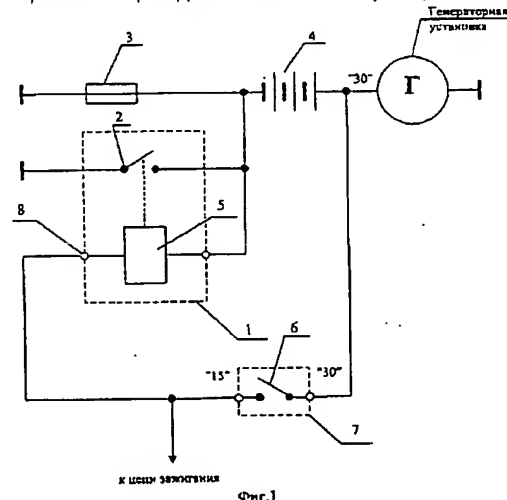 Генераторная
установка
3
4
"30"
Г
2
8
5
1
6
"15"
"30"
7
к цепи зажигания
Фиг.1